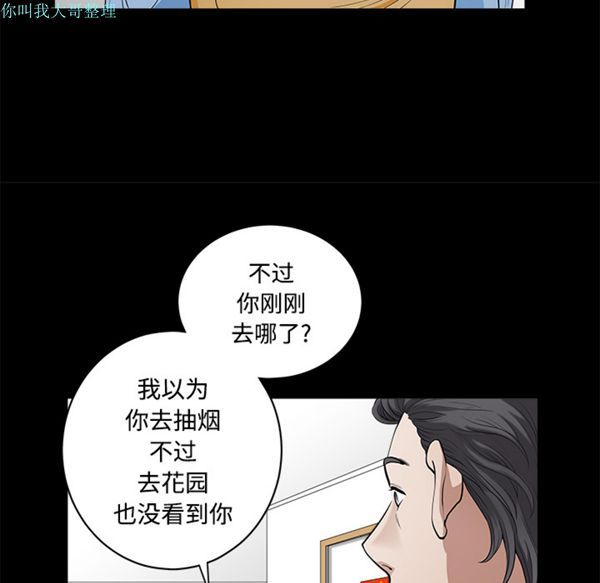 你叫我大哥整理
不过
你刚刚
去哪了?
我以为
你去抽烟
不过
去花园
也没看到你